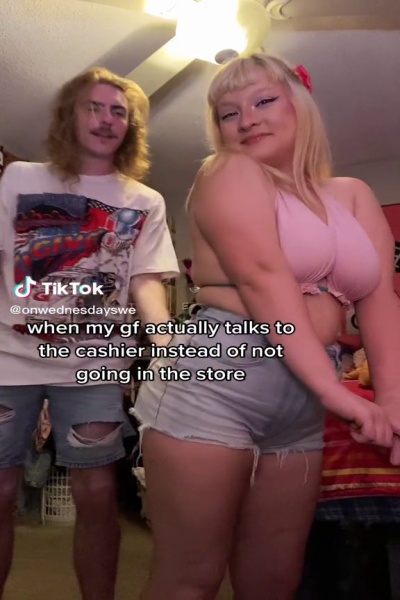 TikTok
@onwednesdayswe
when my gf actually talks to
the cashier instead of not
going in the store